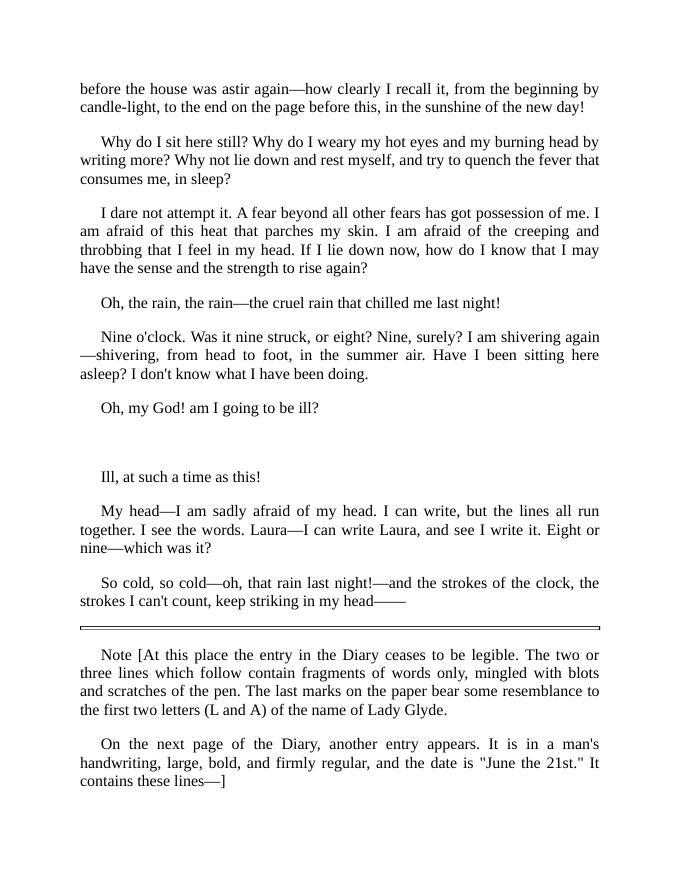 before the house was astir again—how clearly I recall it, from the beginning by
candle-light, to the end on the page before this, in the sunshine of the new day!
Why do I sit here still? Why do I weary my hot eyes and my burning head by
writing more? Why not lie down and rest myself, and try to quench the fever that
consumes me, in sleep?
I dare not attempt it. A fear beyond all other fears has got possession of me. I
am afraid of this heat that parches my skin. I am afraid of the creeping and
throbbing that I feel in my head. If I lie down now, how do I know that I may
have the sense and the strength to rise again?
Oh, the rain, the rain—the cruel rain that chilled me last night!
Nine o'clock. Was it nine struck, or eight? Nine, surely? I am shivering again
—shivering, from head to foot, in the summer air. Have I been sitting here
asleep? I don't know what I have been doing.
Oh, my God! am I going to be ill?
Ill, at such a time as this!
My head—I am sadly afraid of my head. I can write, but the lines all run
together. I see the words. Laura—I can write Laura, and see I write it. Eight or
nine—which was it?
So cold, so cold—oh, that rain last night!—and the strokes of the clock, the
strokes I can't count, keep striking in my head——
Note [At this place the entry in the Diary ceases to be legible. The two or
three lines which follow contain fragments of words only, mingled with blots
and scratches of the pen. The last marks on the paper bear some resemblance to
the first two letters (L and A) of the name of Lady Glyde.
On the next page of the Diary, another entry appears. It is in a man's
handwriting, large, bold, and firmly regular, and the date is "June the 21st." It
contains these lines—]